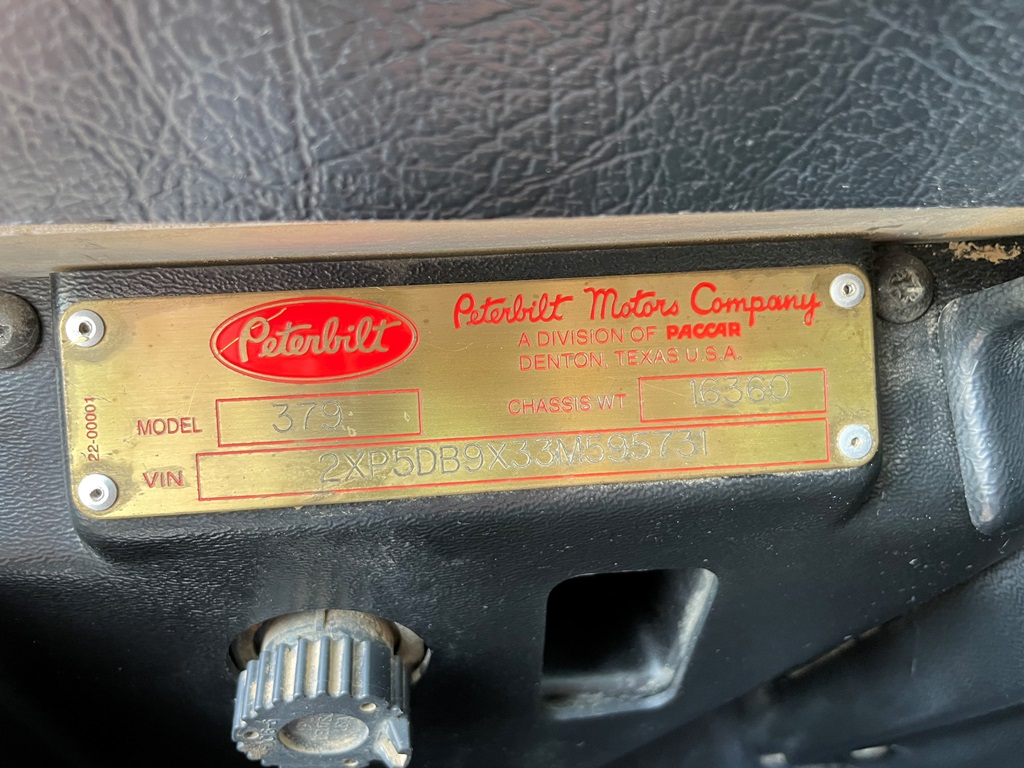 Peterbilt
Peterbilt Motors Company
A DIVISION OF PACCAR
DENTON, TEXAS U.S.A.
22-00001
MODEL 379
CHASSIS WT 16360
VIN 2XP5DB9X33M595731